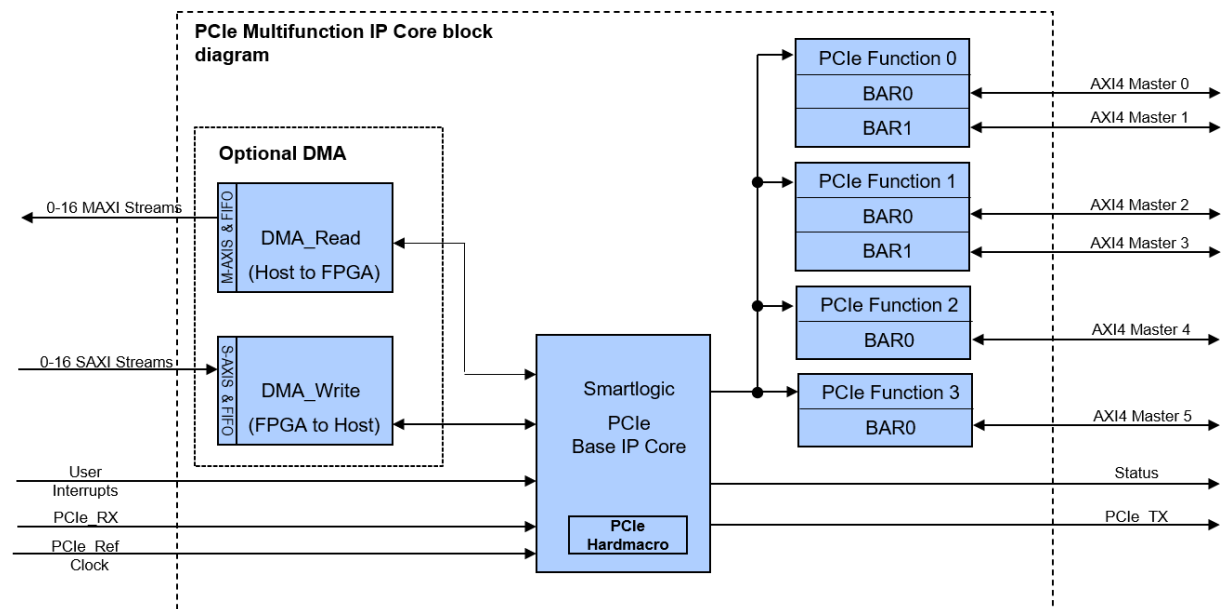 PCIe Multifunction IP Core block
diagram
Optional DMA
0-16 MAXI Streams
M-AXIS & FIFO
DMA_Read
(Host to FPGA)
0-16 SAXI Streams
S-AXIS & FIFO
DMA_Write
(FPGA to Host)
User
Interrupts
PCIe_RX
PCIe_Ref
Clock
Smartlogic
PCIe
Base IP Core
PCIe
Hardmacro
PCIe Function 0
BAR0
BAR1
AXI4 Master 0
AXI4 Master 1
PCIe Function 1
BAR0
BAR1
AXI4 Master 2
AXI4 Master 3
PCIe Function 2
BAR0
AXI4 Master 4
PCIe Function 3
BAR0
AXI4 Master 5
Status
PCIe_TX